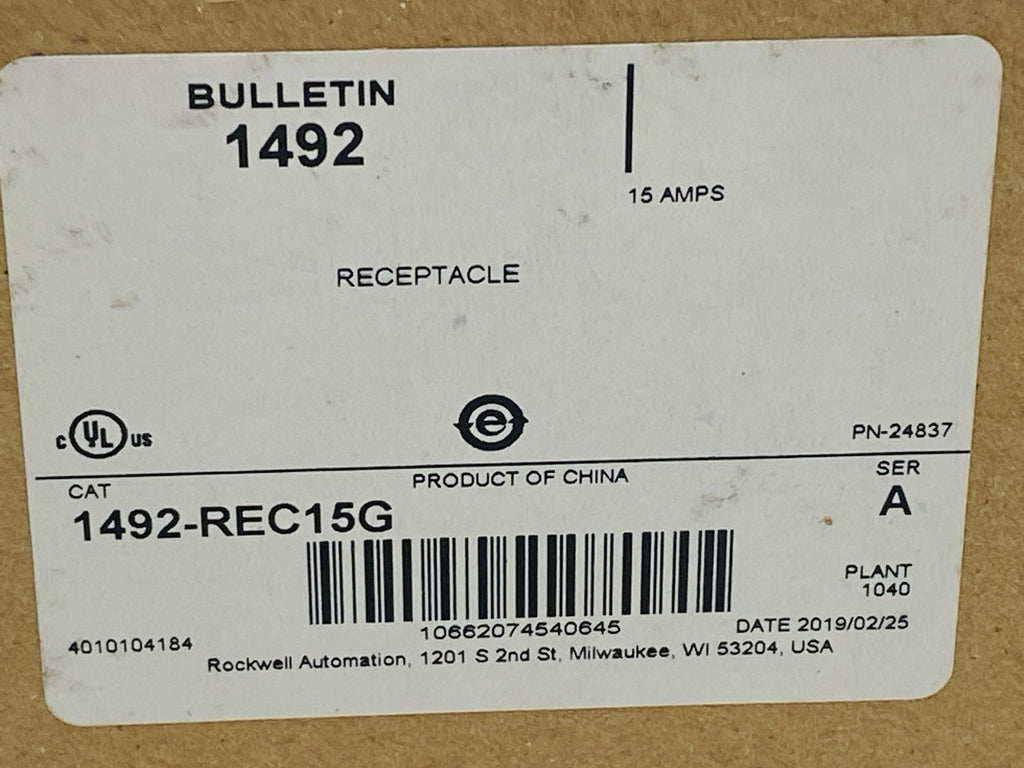 BULLETIN
1492
15 AMPS
RECEPTACLE
c UL us
e
PN-24837
CAT
PRODUCT OF CHINA
SER
1492-REC15G
A
PLANT
1040
10662074540645
DATE 2019/02/25
4010104184
Rockwell Automation, 1201 S 2nd St, Milwaukee, WI 53204, USA